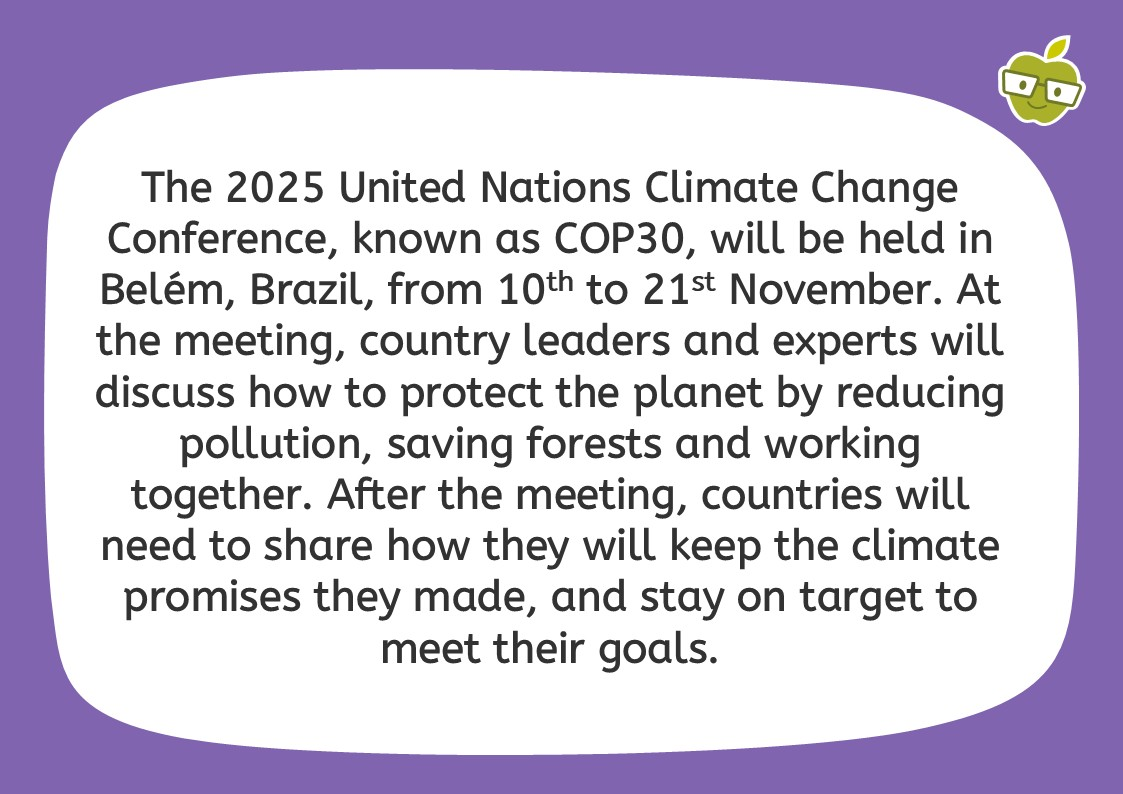 The 2025 United Nations Climate Change
Conference, known as COP30, will be held in
Belém, Brazil, from 10th to 21st November. At
the meeting, country leaders and experts will
discuss how to protect the planet by reducing
pollution, saving forests and working
together. After the meeting, countries will
need to share how they will keep the climate
promises they made, and stay on target to
meet their goals.